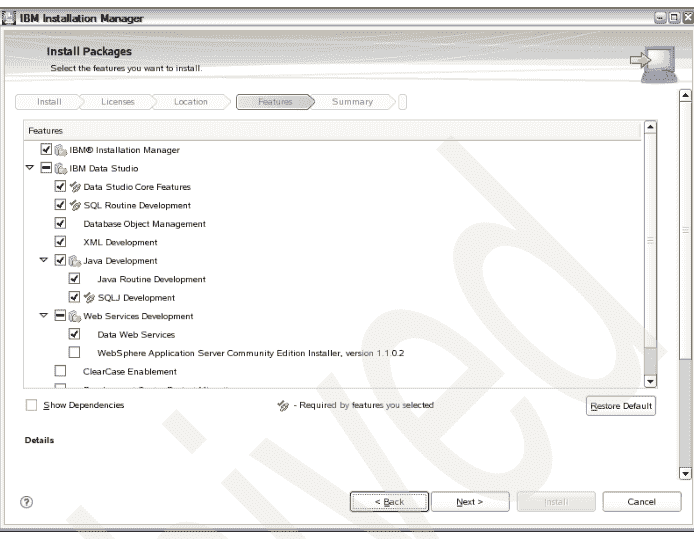 IBM Installation Manager
Install Packages
Select the features you want to install.
Install Licenses Location Features Summary
Features
IBM® Installation Manager
IBM Data Studio
Data Studio Core Features
SQL Routine Development
Database Object Management
XML Development
Java Development
Java Routine Development
SQLJ Development
Web Services Development
Data Web Services
WebSphere Application Server Community Edition Installer, version 1.1.0.2
ClearCase Enablement
Show Dependencies
- Required by features you selected
Restore Default
Details
?
< Back Next > Install Cancel